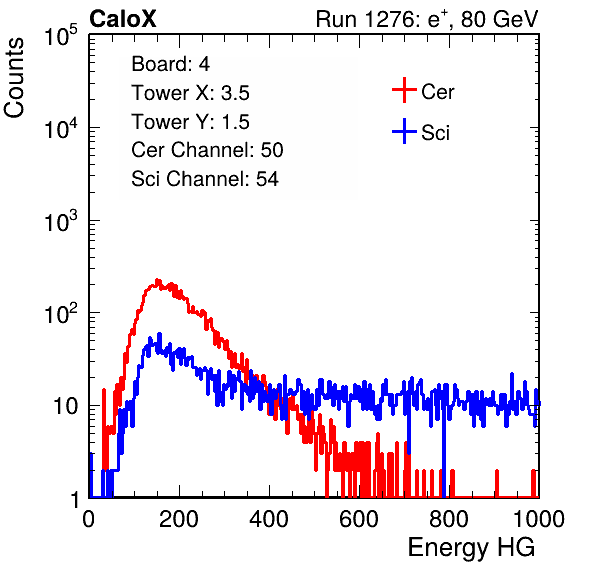 CaloX Run 1276: e⁺, 80 GeV
Counts
Board: 4
Tower X: 3.5
Tower Y: 1.5
Cer Channel: 50
Sci Channel: 54
Cer
Sci
10⁵
10⁴
10³
10²
10
1
0 200 400 600 800 1000
Energy HG